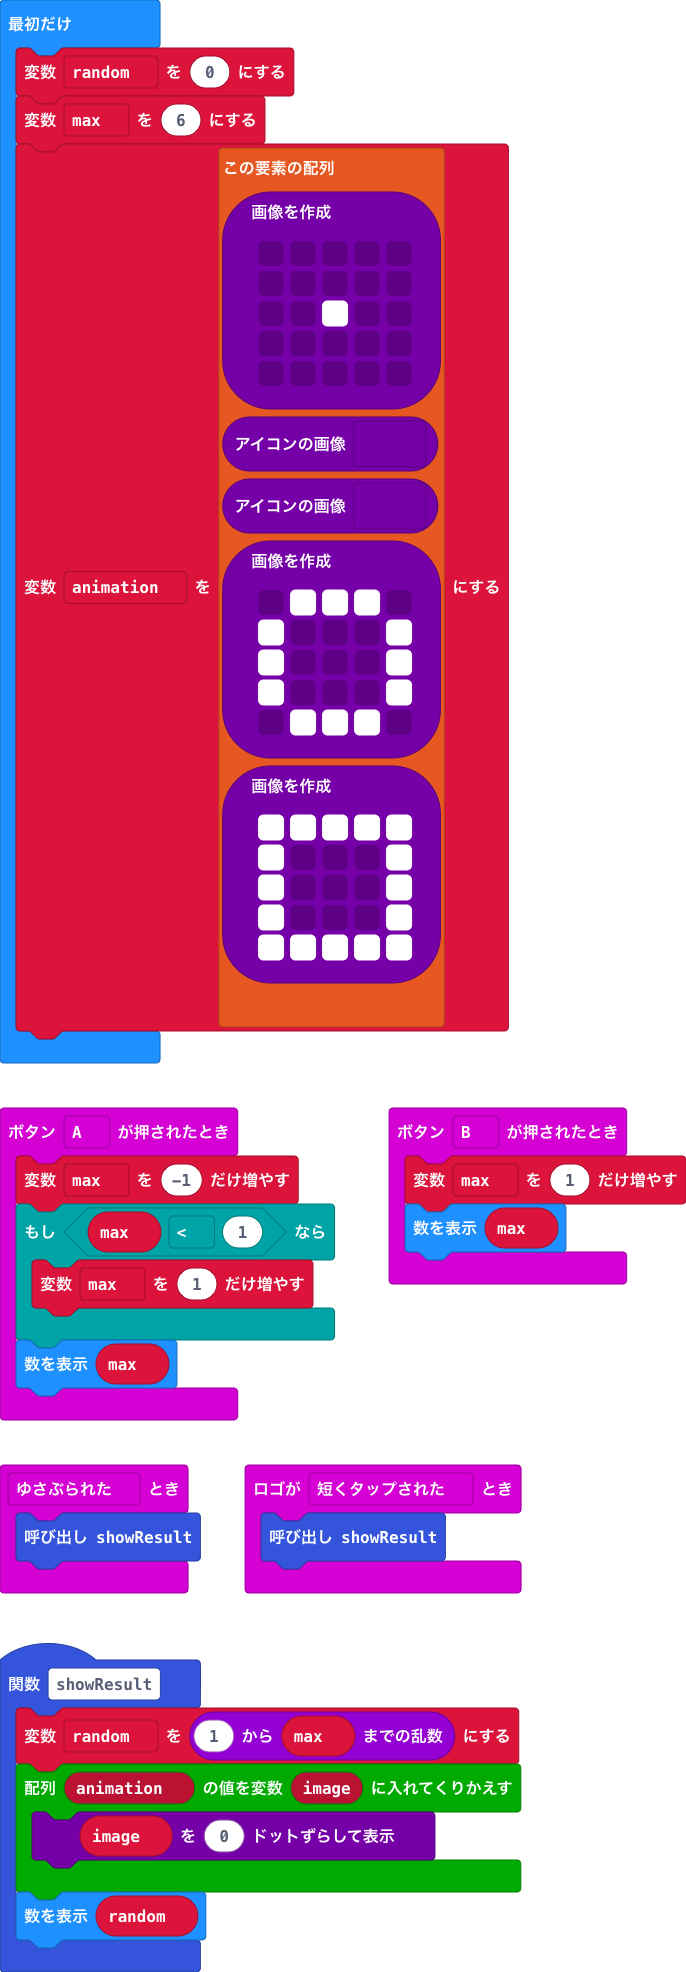 最初だけ
変数 random を 0 にする
変数 max を 6 にする
変数 animation を この要素の配列 にする
画像を作成
アイコンの画像
アイコンの画像
画像を作成
画像を作成
ボタン A が押されたとき
変数 max を -1 だけ増やす
もし max < 1 なら
変数 max を 1 だけ増やす
数を表示 max
ボタン B が押されたとき
変数 max を 1 だけ増やす
数を表示 max
ゆさぶられた とき
呼び出し showResult
ロゴが 短くタップされた とき
呼び出し showResult
関数 showResult
変数 random を 1 から max までの乱数 にする
配列 animation の値を変数 image に入れてくりかえす
image を 0 ドットずらして表示
数を表示 random